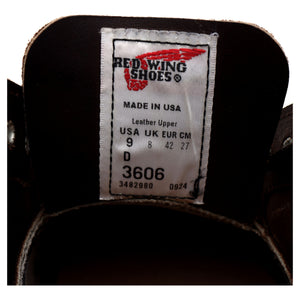 RED WING
SHOES®
MADE IN USA
Leather Upper
USA UK EUR CM
9 8 42 27
D
3606
3482980 0924